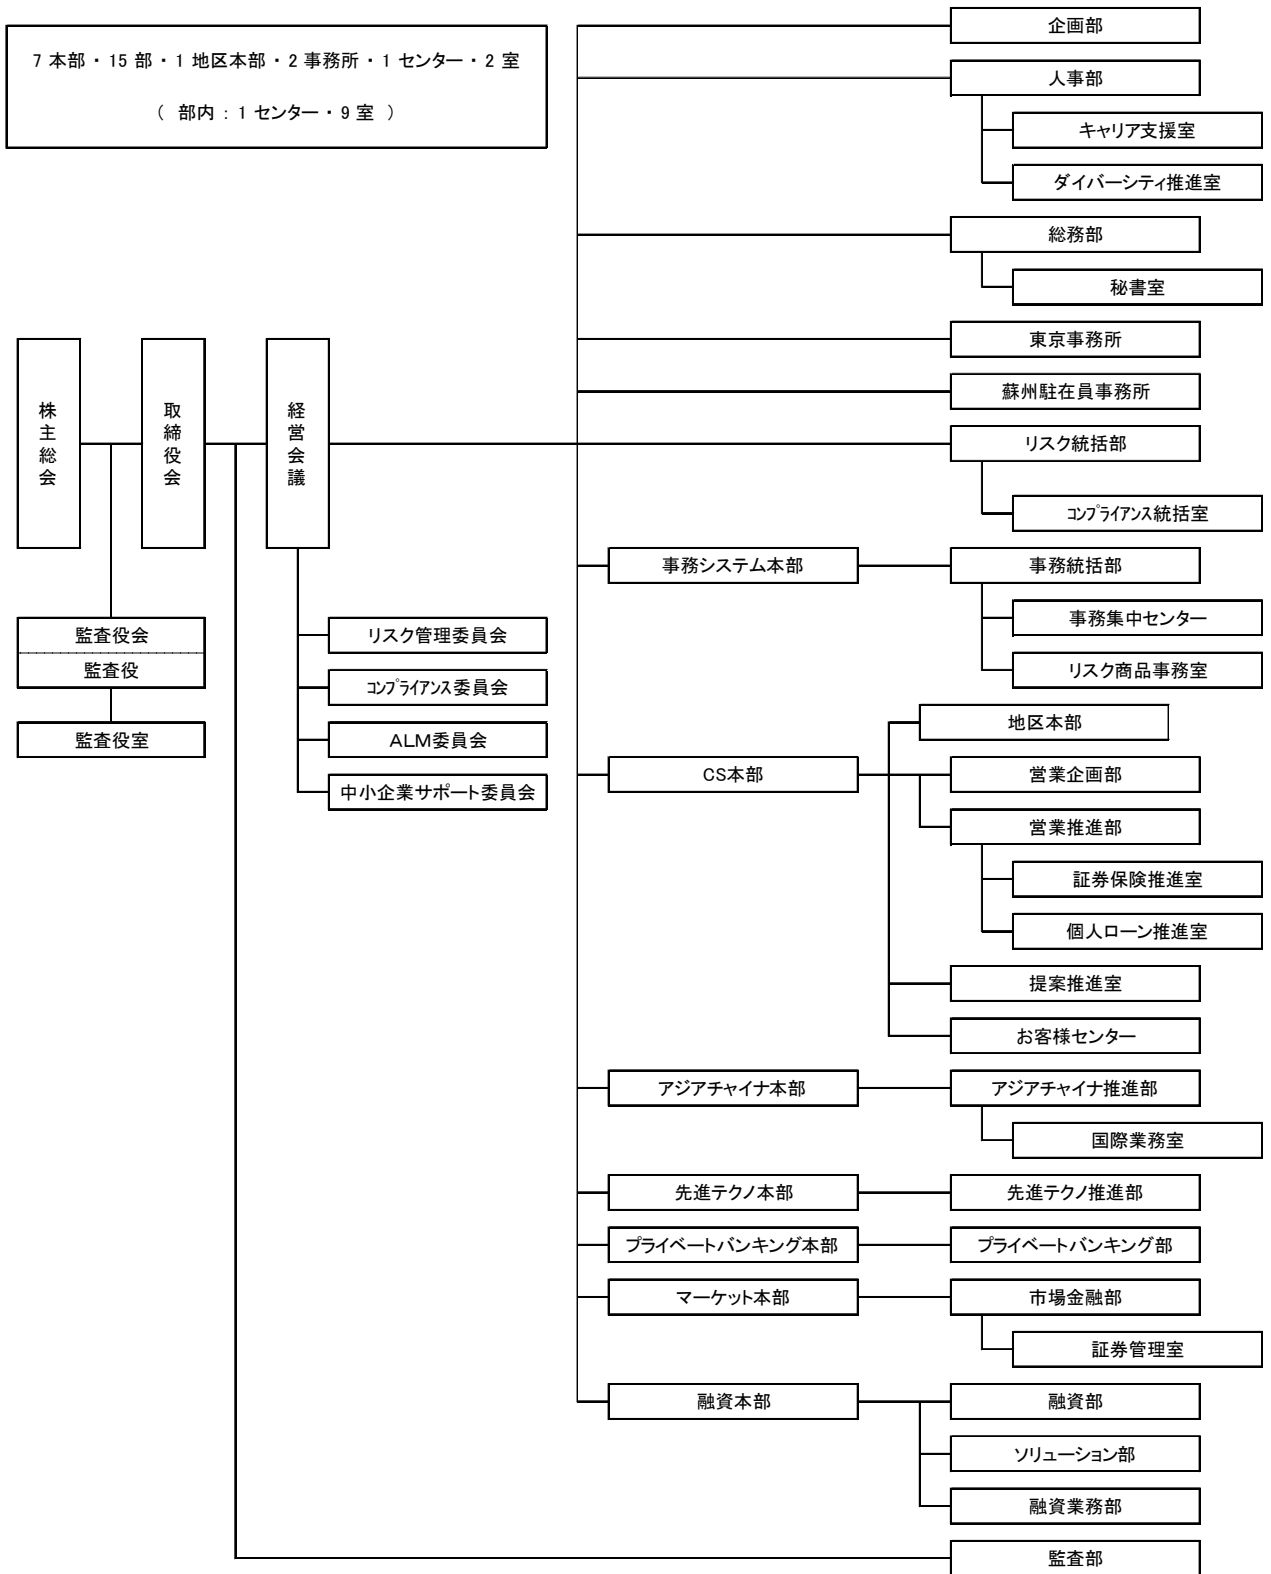 7 本部 ・ 15 部 ・ 1 地区本部 ・ 2 事務所 ・ 1 センター ・ 2 室
( 部内 : 1 センター ・ 9 室 )
株主総会
取締役会
経営会議
監査役会
監査役
監査役室
リスク管理委員会
コンプライアンス委員会
ALM委員会
中小企業サポート委員会
企画部
人事部
キャリア支援室
ダイバーシティ推進室
総務部
秘書室
東京事務所
蘇州駐在員事務所
リスク統括部
コンプライアンス統括室
事務システム本部
事務統括部
事務集中センター
リスク商品事務室
CS本部
地区本部
営業企画部
営業推進部
証券保険推進室
個人ローン推進室
提案推進室
お客様センター
アジアチャイナ本部
アジアチャイナ推進部
国際業務室
先進テクノ本部
先進テクノ推進部
プライベートバンキング本部
プライベートバンキング部
マーケット本部
市場金融部
証券管理室
融資本部
融資部
ソリューション部
融資業務部
監査部